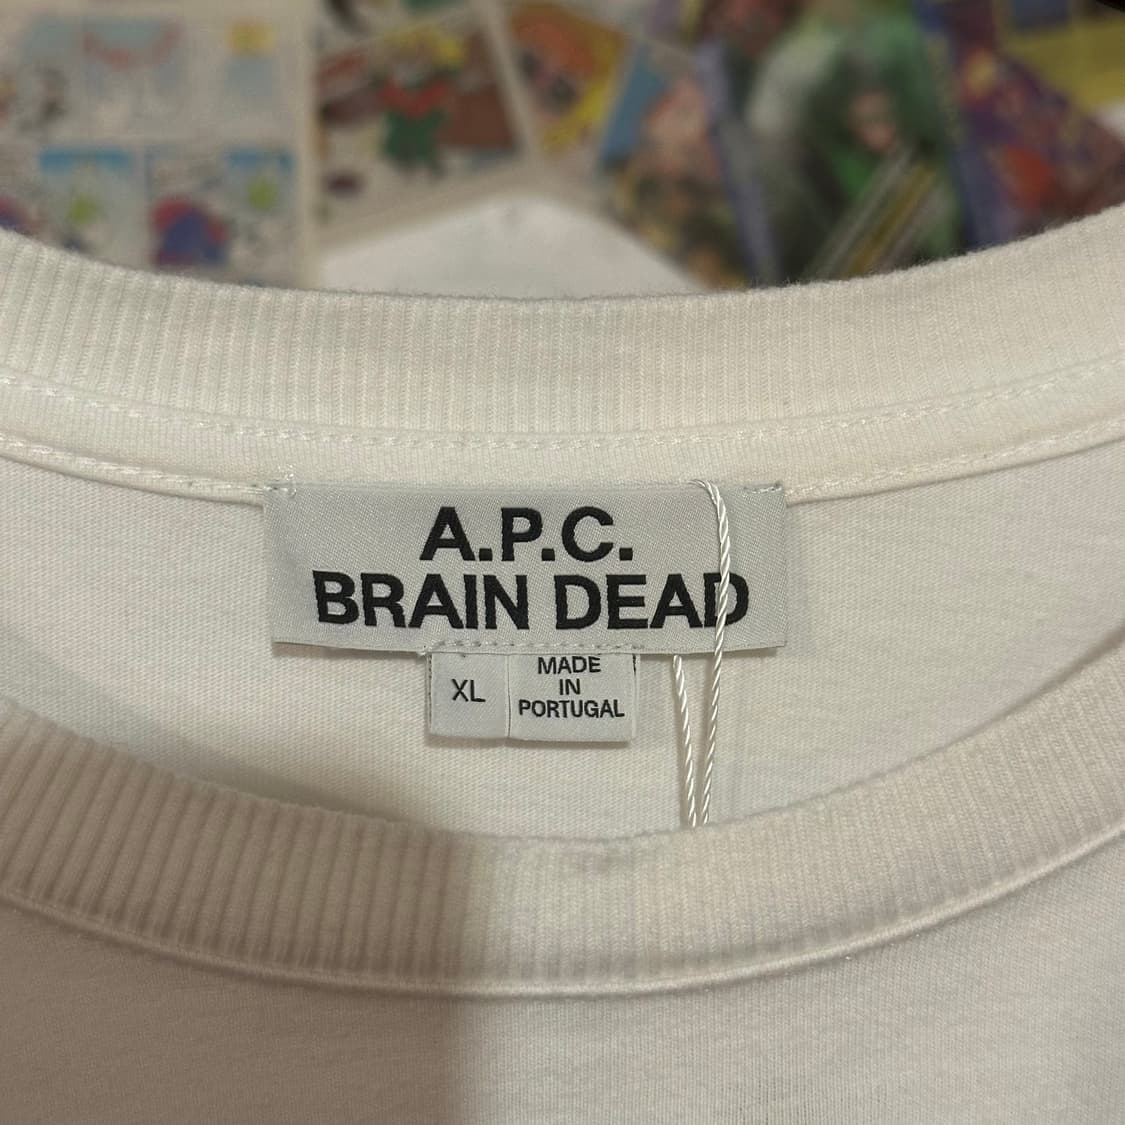 A.P.C.
BRAIN DEAD
XL
MADE
IN
PORTUGAL